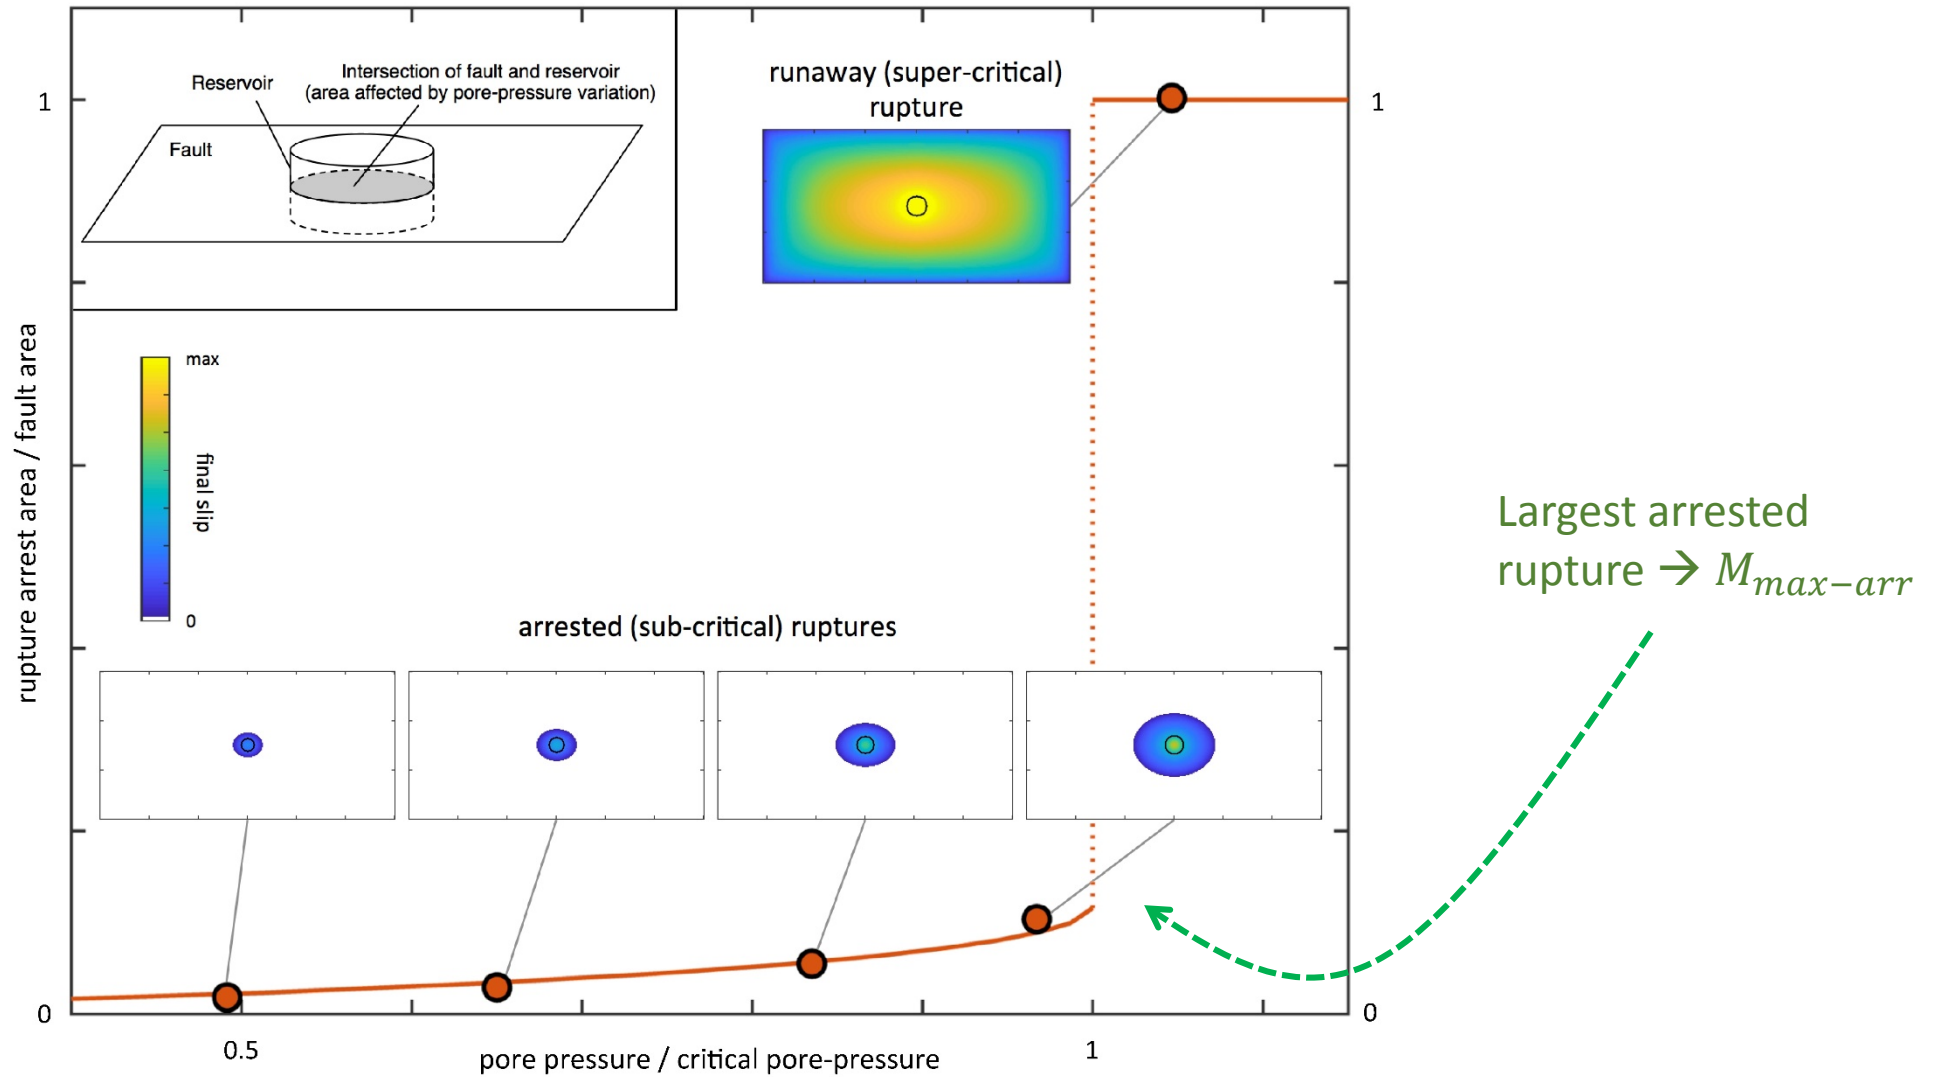 Reservoir
Intersection of fault and reservoir
(area affected by pore-pressure variation)
Fault
runaway (super-critical)
rupture
1
1
rupture arrest area / fault area
max
final slip
0
arrested (sub-critical) ruptures
Largest arrested
rupture → M_{max−arr}
0
0
0.5
pore pressure / critical pore-pressure
1